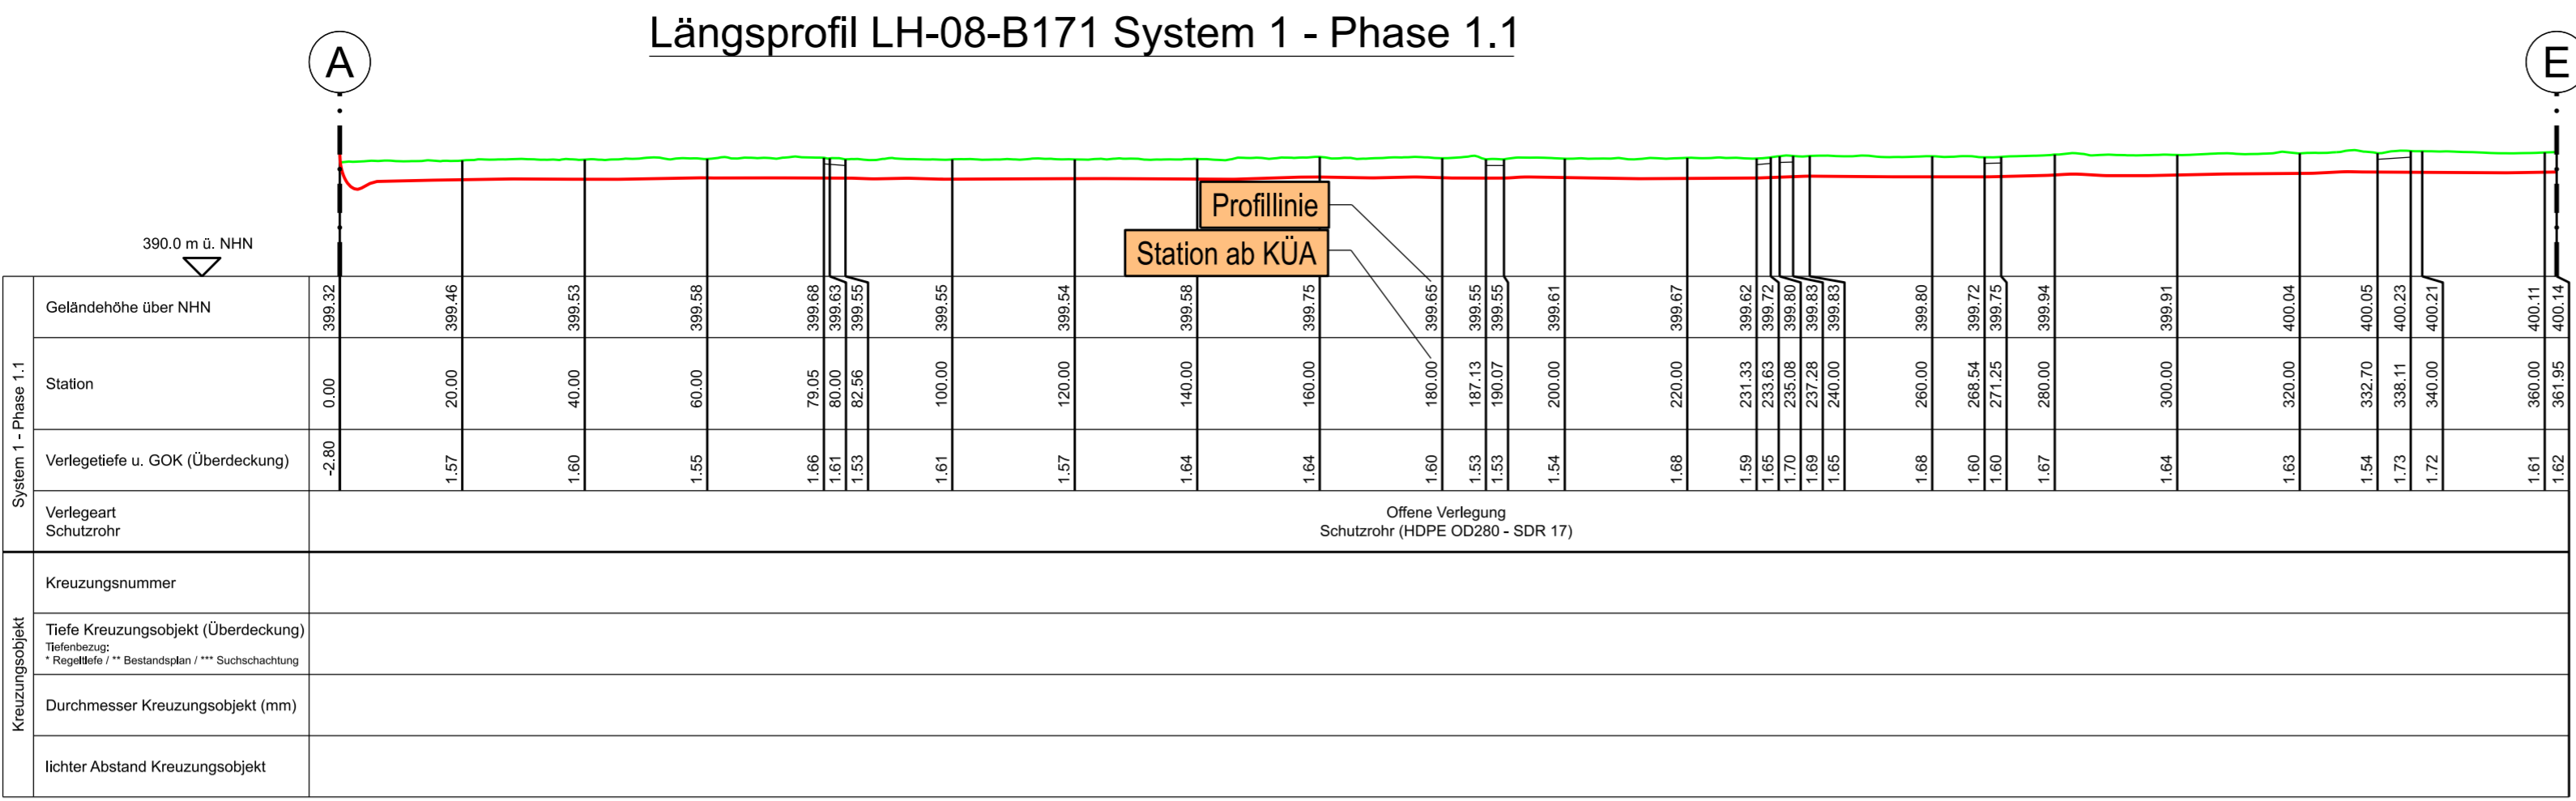 Längsprofil LH-08-B171 System 1 - Phase 1.1
A
E
Profillinie
Station ab KÜA
390.0 m ü. NHN
System 1 - Phase 1.1
Geländehöhe über NHN
399.32 399.46 399.53 399.58 399.68 399.63 399.55 399.55 399.54 399.58 399.75 399.65 399.55 399.55 399.61 399.67 399.62 399.72 399.80 399.83 399.83 399.80 399.72 399.75 399.94 399.91 400.04 400.05 400.23 400.21 400.11 400.14
Station
0.00 20.00 40.00 60.00 79.05 80.00 82.56 100.00 120.00 140.00 160.00 180.00 187.13 190.07 200.00 220.00 231.33 233.63 235.08 237.28 240.00 260.00 268.54 271.25 280.00 300.00 320.00 332.70 338.11 340.00 360.00 361.95
Verlegetiefe u. GOK (Überdeckung)
-2.80 1.57 1.60 1.55 1.66 1.61 1.53 1.61 1.57 1.64 1.64 1.60 1.53 1.53 1.54 1.68 1.59 1.65 1.70 1.69 1.65 1.68 1.60 1.60 1.67 1.64 1.63 1.54 1.73 1.72 1.61 1.62
Verlegeart
Schutzrohr
Offene Verlegung
Schutzrohr (HDPE OD280 - SDR 17)
Kreuzungsobjekt
Kreuzungsnummer
Tiefe Kreuzungsobjekt (Überdeckung)
Tiefenbezug:
* Regeltiefe / ** Bestandsplan / *** Suchschachtung
Durchmesser Kreuzungsobjekt (mm)
lichter Abstand Kreuzungsobjekt